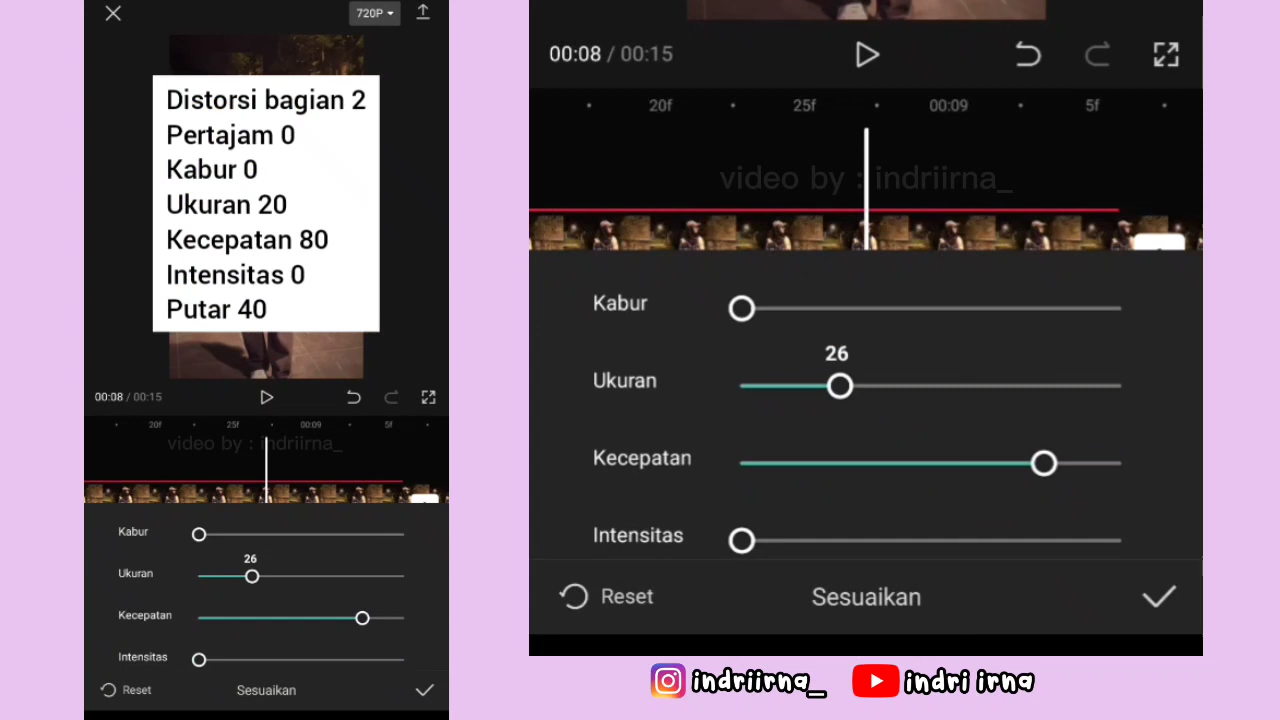 720P
Distorsi bagian 2
Pertajam 0
Kabur 0
Ukuran 20
Kecepatan 80
Intensitas 0
Putar 40
00:08 / 00:15
20f 25f 00:09 5f
video by : indriirna_
Kabur
26
Ukuran
Kecepatan
Intensitas
Reset Sesuaikan
00:08 / 00:15
20f 25f 00:09 5f
video by : indriirna_
Kabur
26
Ukuran
Kecepatan
Intensitas
Reset Sesuaikan
indriirna_ indri irna